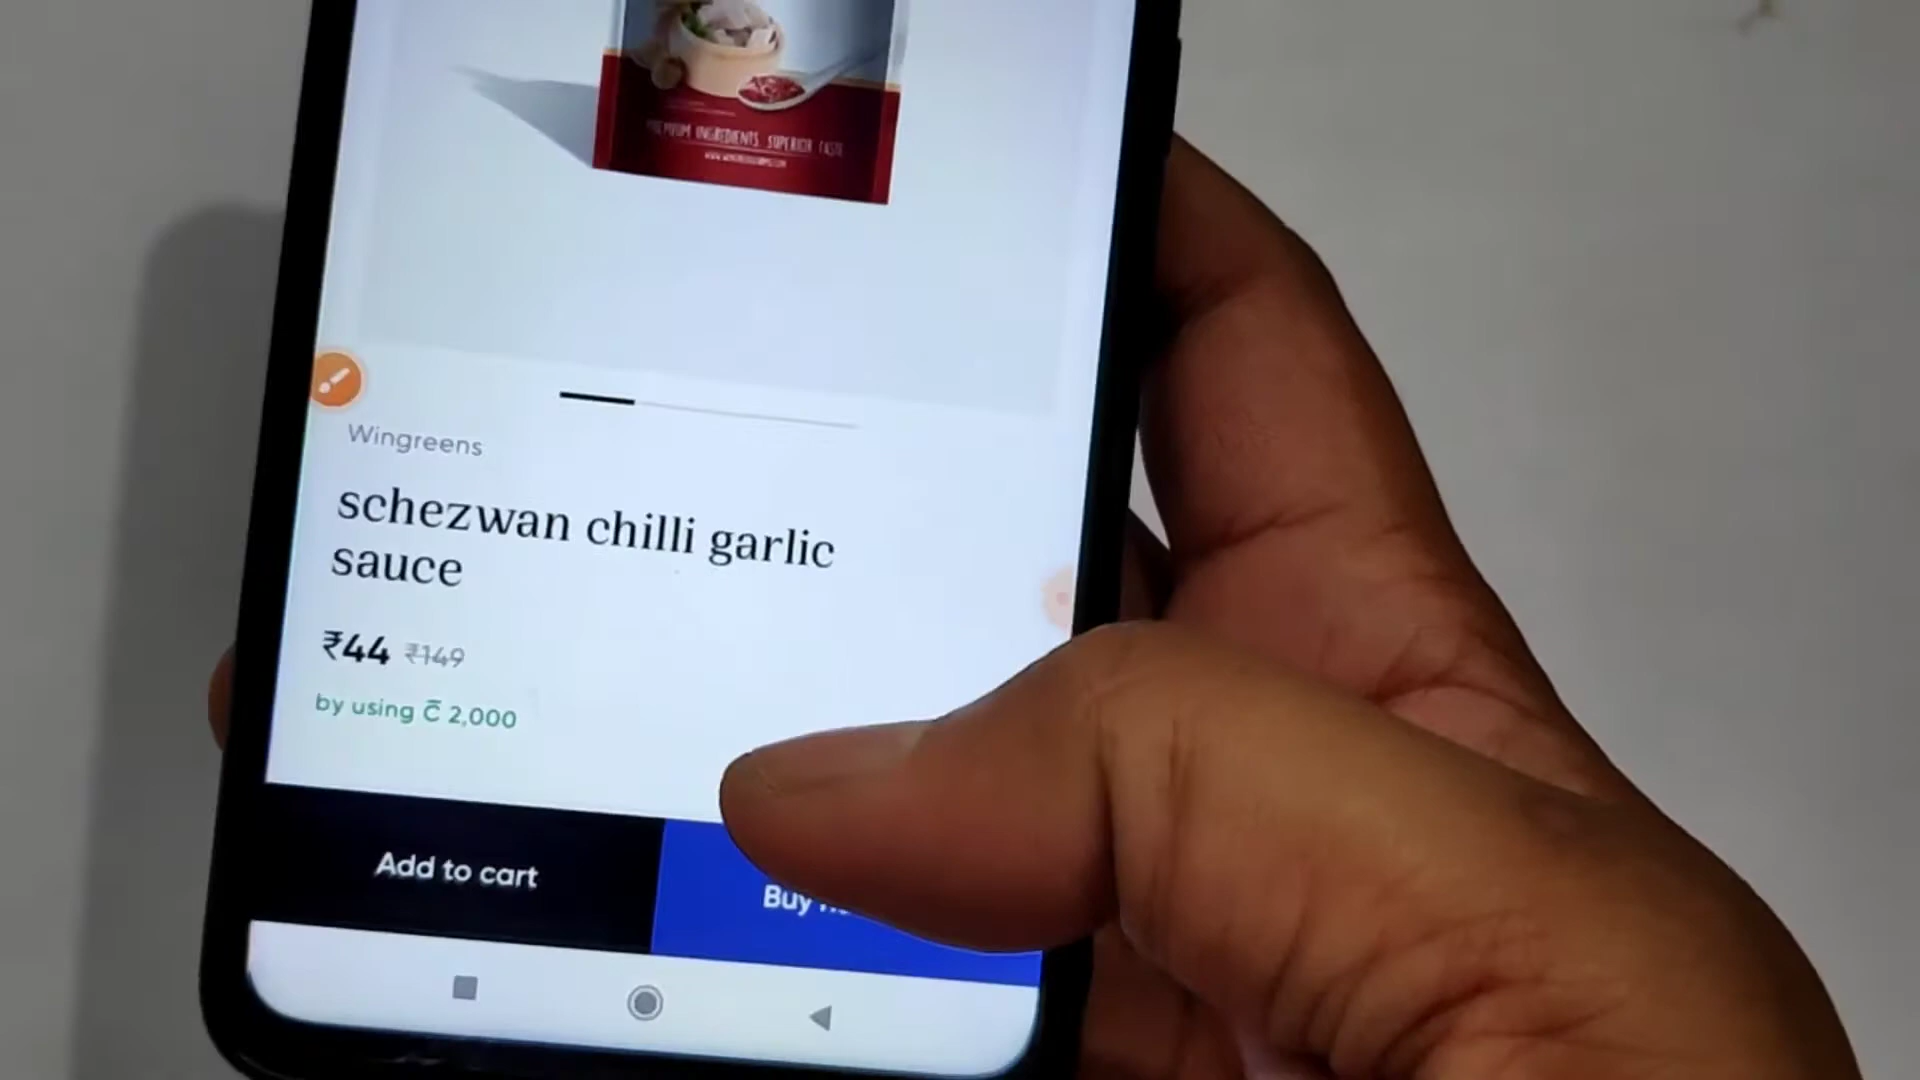 PREMIUM INGREDIENTS. SUPERIOR TASTE
Wingreens
schezwan chilli garlic
sauce
₹44 ₹149
by using C̅ 2,000
Add to cart
Buy